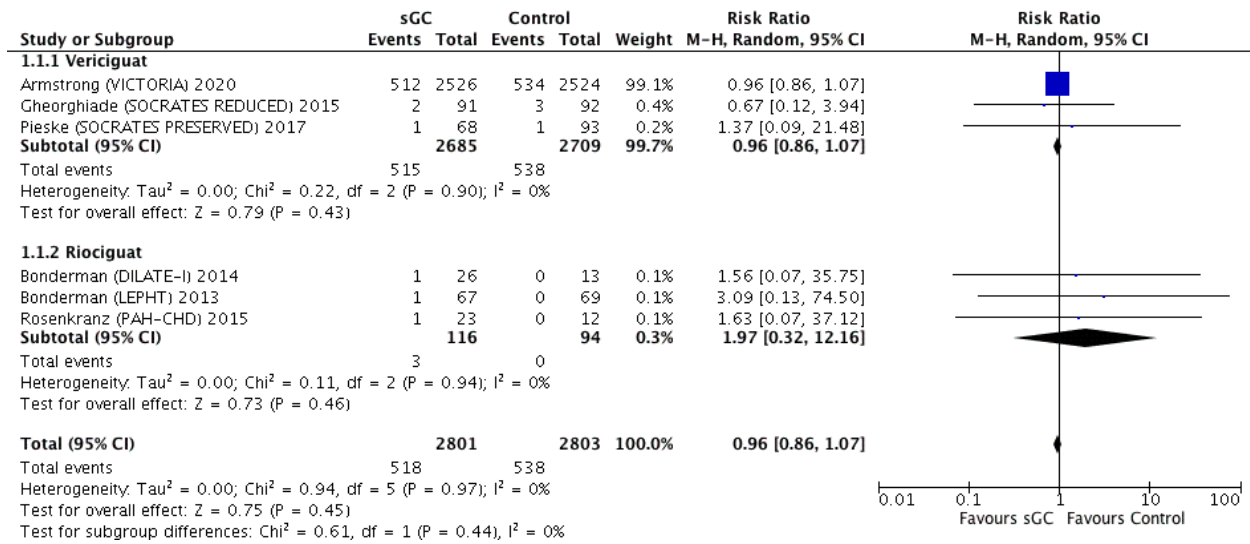 sGC Control Risk Ratio Risk Ratio
Study or Subgroup Events Total Events Total Weight M-H, Random, 95% CI M-H, Random, 95% CI
1.1.1 Vericiguat
Armstrong (VICTORIA) 2020 512 2526 534 2524 99.1% 0.96 [0.86, 1.07]
Gheorghiade (SOCRATES REDUCED) 2015 2 91 3 92 0.4% 0.67 [0.12, 3.94]
Pieske (SOCRATES PRESERVED) 2017 1 68 1 93 0.2% 1.37 [0.09, 21.48]
Subtotal (95% CI) 2685 2709 99.7% 0.96 [0.86, 1.07]
Total events 515 538
Heterogeneity: Tau² = 0.00; Chi² = 0.22, df = 2 (P = 0.90); I² = 0%
Test for overall effect: Z = 0.79 (P = 0.43)
1.1.2 Riociguat
Bonderman (DILATE-I) 2014 1 26 0 13 0.1% 1.56 [0.07, 35.75]
Bonderman (LEPHT) 2013 1 67 0 69 0.1% 3.09 [0.13, 74.50]
Rosenkranz (PAH-CHD) 2015 1 23 0 12 0.1% 1.63 [0.07, 37.12]
Subtotal (95% CI) 116 94 0.3% 1.97 [0.32, 12.16]
Total events 3 0
Heterogeneity: Tau² = 0.00; Chi² = 0.11, df = 2 (P = 0.94); I² = 0%
Test for overall effect: Z = 0.73 (P = 0.46)
Total (95% CI) 2801 2803 100.0% 0.96 [0.86, 1.07]
Total events 518 538
Heterogeneity: Tau² = 0.00; Chi² = 0.94, df = 5 (P = 0.97); I² = 0%
Test for overall effect: Z = 0.75 (P = 0.45)
Test for subgroup differences: Chi² = 0.61, df = 1 (P = 0.44), I² = 0%
0.01 0.1 1 10 100
Favours sGC Favours Control